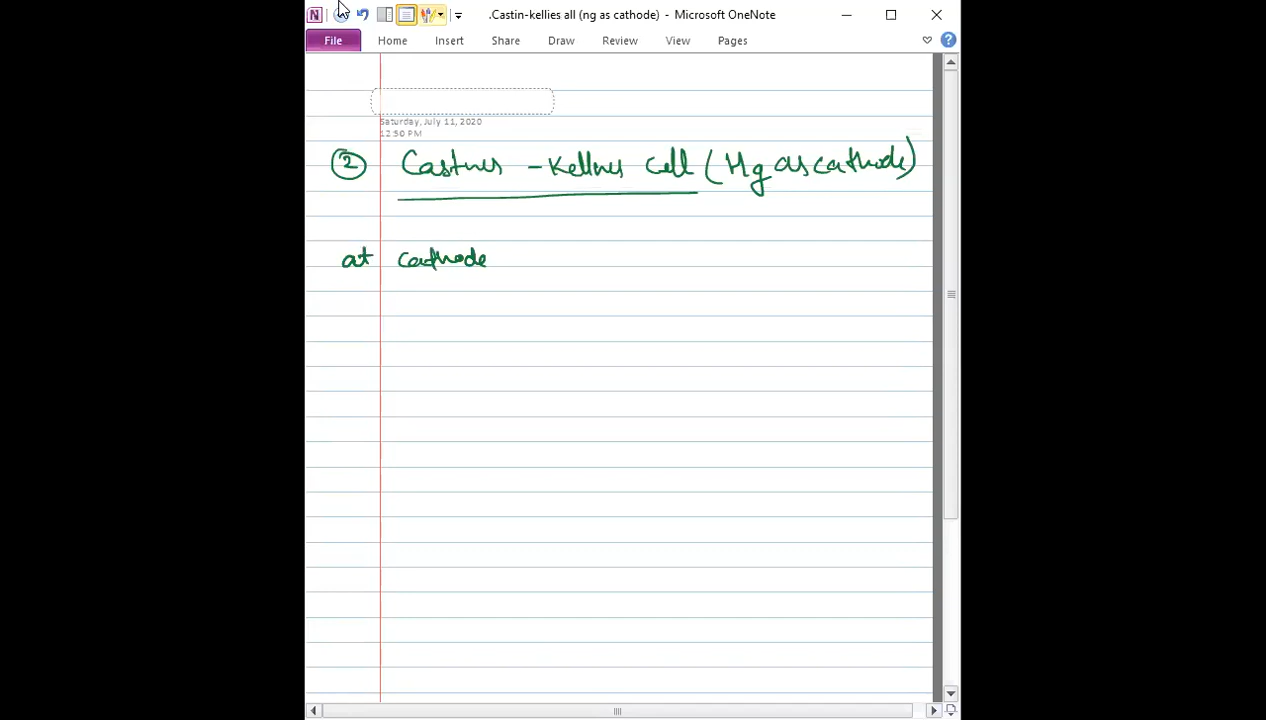 .Castin-kellies all (ng as cathode) - Microsoft OneNote
File Home Insert Share Draw Review View Pages
Saturday, July 11, 2020
12:50 PM
② Castner - Kellner cell (Hg as cathode)
at cathode